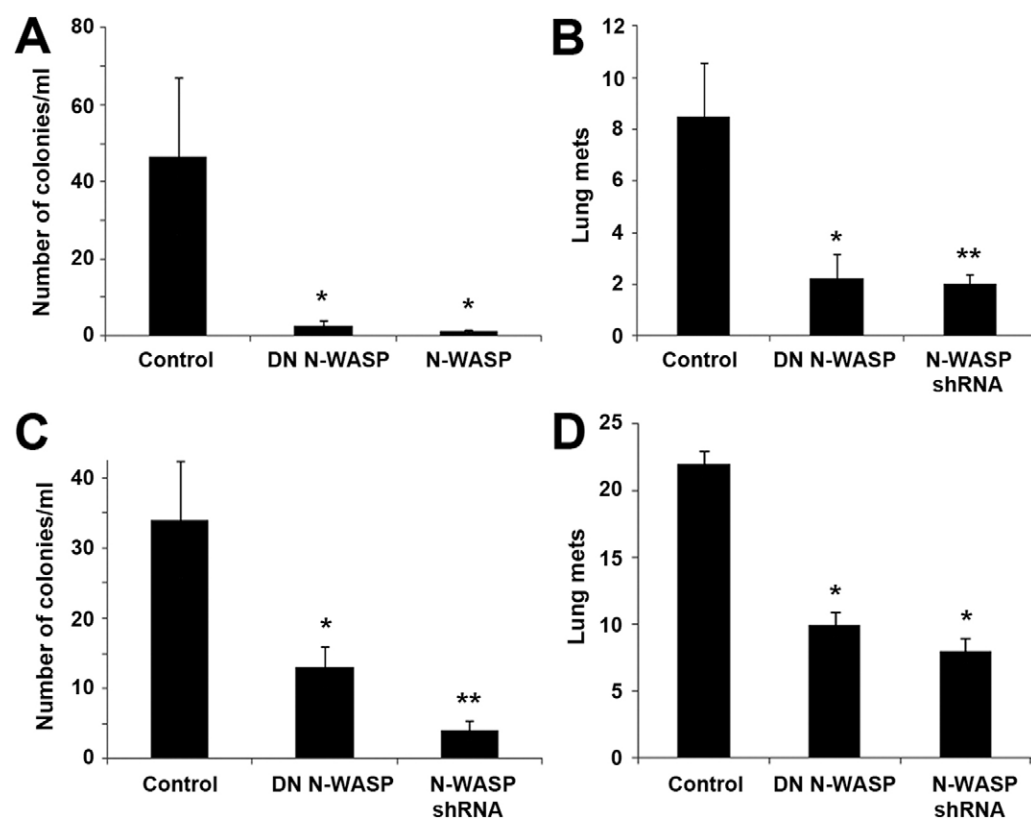 A
Number of colonies/ml
80
60
40
20
0
*
*
Control
DN N-WASP
N-WASP
B
Lung mets
12
10
8
6
4
2
0
*
**
Control
DN N-WASP
N-WASP
shRNA
C
Number of colonies/ml
40
30
20
10
0
*
**
Control
DN N-WASP
N-WASP
shRNA
D
Lung mets
25
20
15
10
5
0
*
*
Control
DN N-WASP
N-WASP
shRNA